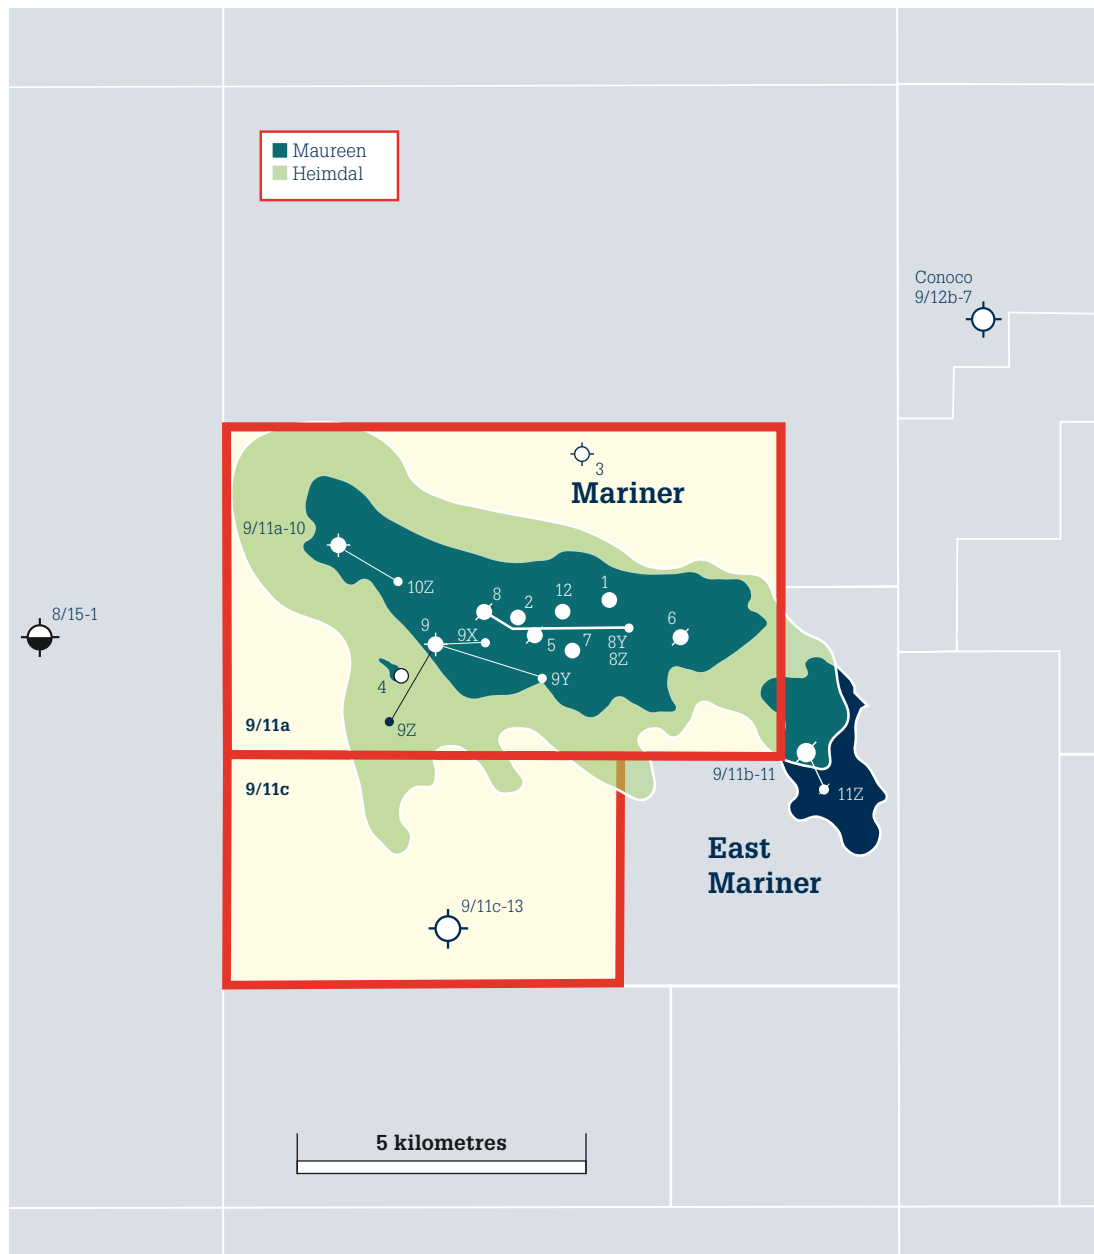 Maureen
Heimdal
Conoco
9/12b-7
3
Mariner
9/11a-10
10Z
8
2
12
1
8/15-1
9
9X
5
7
8Y
8Z
6
4
9Y
9Z
9/11a
9/11b-11
9/11c
11Z
East
Mariner
9/11c-13
5 kilometres